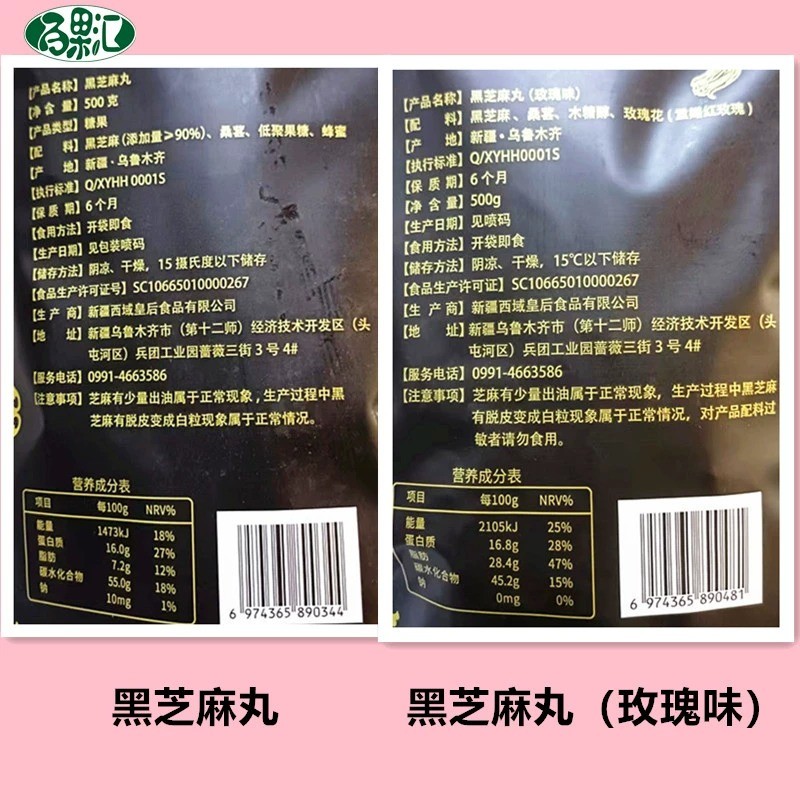 乃果汇
【产品名称】黑芝麻丸
【净 含 量】500 克
【产品类型】糖果
【配 料】黑芝麻(添加量≥90%)、桑葚、低聚果糖、蜂蜜
【产 地】新疆·乌鲁木齐
【执行标准】Q/XYHH 0001S
【保 质 期】6 个月
【食用方法】开袋即食
【生产日期】见包装喷码
【储存方法】阴凉、干燥，15 摄氏度以下储存
【食品生产许可证号】SC10665010000267
【生 产 商】新疆西域皇后食品有限公司
【地 址】新疆乌鲁木齐市（第十二师）经济技术开发区（头
屯河区）兵团工业园蔷薇三街 3 号 4#
【服务电话】0991-4663586
【注意事项】芝麻有少量出油属于正常现象,生产过程中黑
芝麻有脱皮变成白粒现象属于正常情况。
营养成分表
项目 每100g NRV%
能量 1473kJ 18%
蛋白质 16.0g 27%
脂肪 7.2g 12%
碳水化合物 55.0g 18%
钠 10mg 1%
6 974365 890344
【产品名称】黑芝麻丸（玫瑰味）
【配 料】黑芝麻、桑葚、木糖醇、玫瑰花
【产 地】新疆·乌鲁木齐
【执行标准】Q/XYHH0001S
【保 质 期】6 个月
【净 含 量】500g
【生产日期】见喷码
【食用方法】开袋即食
【储存方法】阴凉、干燥，15℃以下储存
【食品生产许可证】SC10665010000267
【生 产 商】新疆西域皇后食品有限公司
【地 址】新疆乌鲁木齐市（第十二师）经济技术开发区（头
屯河区）兵团工业园蔷薇三街 3 号 4#
【服务电话】0991-4663586
【注意事项】芝麻有少量出油属于正常现象，生产过程中黑芝麻
有脱皮变成白粒现象属于正常情况，对产品配料过
敏者请勿食用。
营养成分表
项目 每100g NRV%
能量 2105kJ 25%
蛋白质 16.8g 28%
脂肪 28.4g 47%
碳水化合物 45.2g 15%
钠 0mg 0%
6 974365 890481
黑芝麻丸
黑芝麻丸（玫瑰味）